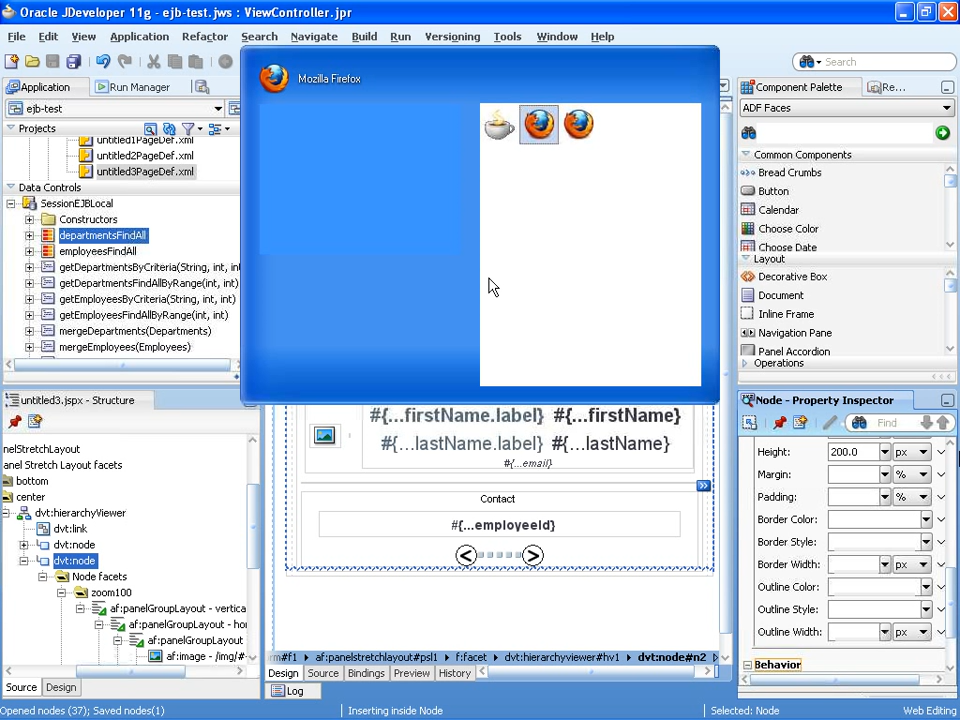 Oracle JDeveloper 11g - ejb-test.jws : ViewController.jpr
File Edit View Application Refactor Search Navigate Build Run Versioning Tools Window Help
Search
Application
Run Manager
ejb-test
Projects
untitled1PageDef.xml
untitled2PageDef.xml
untitled3PageDef.xml
Data Controls
SessionEJBLocal
Constructors
departmentsFindAll
employeesFindAll
getDepartmentsByCriteria(String, int, int
getDepartmentsFindAllByRange(int, int)
getEmployeesByCriteria(String, int, int)
getEmployeesFindAllByRange(int, int)
mergeDepartments(Departments)
mergeEmployees(Employees)
untitled3.jspx - Structure
anelStretchLayout
anel Stretch Layout facets
bottom
center
dvt:hierarchyViewer
dvt:link
dvt:node
dvt:node
Node facets
zoom100
af:panelGroupLayout - vertica
af:panelGroupLayout - hor
af:panelGroupLayout
af:image - /img/#
Source Design
Mozilla Firefox
#{...firstName.label} #{...firstName}
#{...lastName.label} #{...lastName}
#{...email}
Contact
#{...employeeId}
rm#f1 af:panelstretchlayout#psl1 f:facet dvt:hierarchyviewer#hv1 dvt:node#n2
Design Source Bindings Preview History
Log
Component Palette
Re...
ADF Faces
Common Components
Bread Crumbs
Button
Calendar
Choose Color
Choose Date
Layout
Decorative Box
Document
Inline Frame
Navigation Pane
Panel Accordion
Operations
Node - Property Inspector
Find
Height: 200.0 px
Margin: %
Padding: %
Border Color:
Border Style:
Border Width: px
Outline Color:
Outline Style:
Outline Width: px
Behavior
Opened nodes (37); Saved nodes(1)
Inserting inside Node
Selected: Node
Web Editing